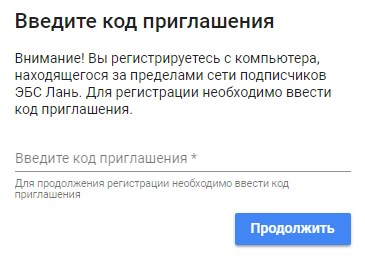 Введите код приглашения
Внимание! Вы регистрируетесь с компьютера,
находящегося за пределами сети подписчиков
ЭБС Лань. Для регистрации необходимо ввести
код приглашения.
Введите код приглашения *
Для продолжения регистрации необходимо ввести код
приглашения
Продолжить